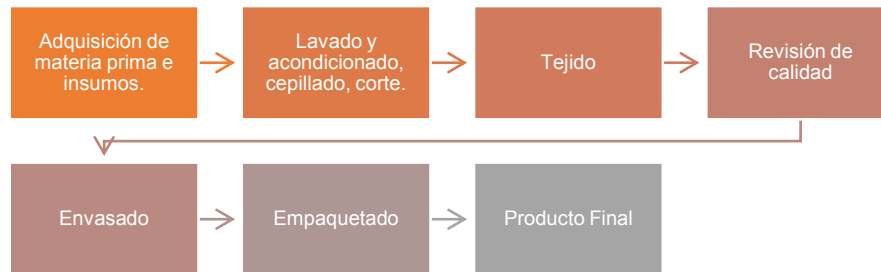 Adquisición de
materia prima e
insumos.
Lavado y
acondicionado,
cepillado, corte.
Tejido
Revisión de
calidad
Envasado
Empaquetado
Producto Final